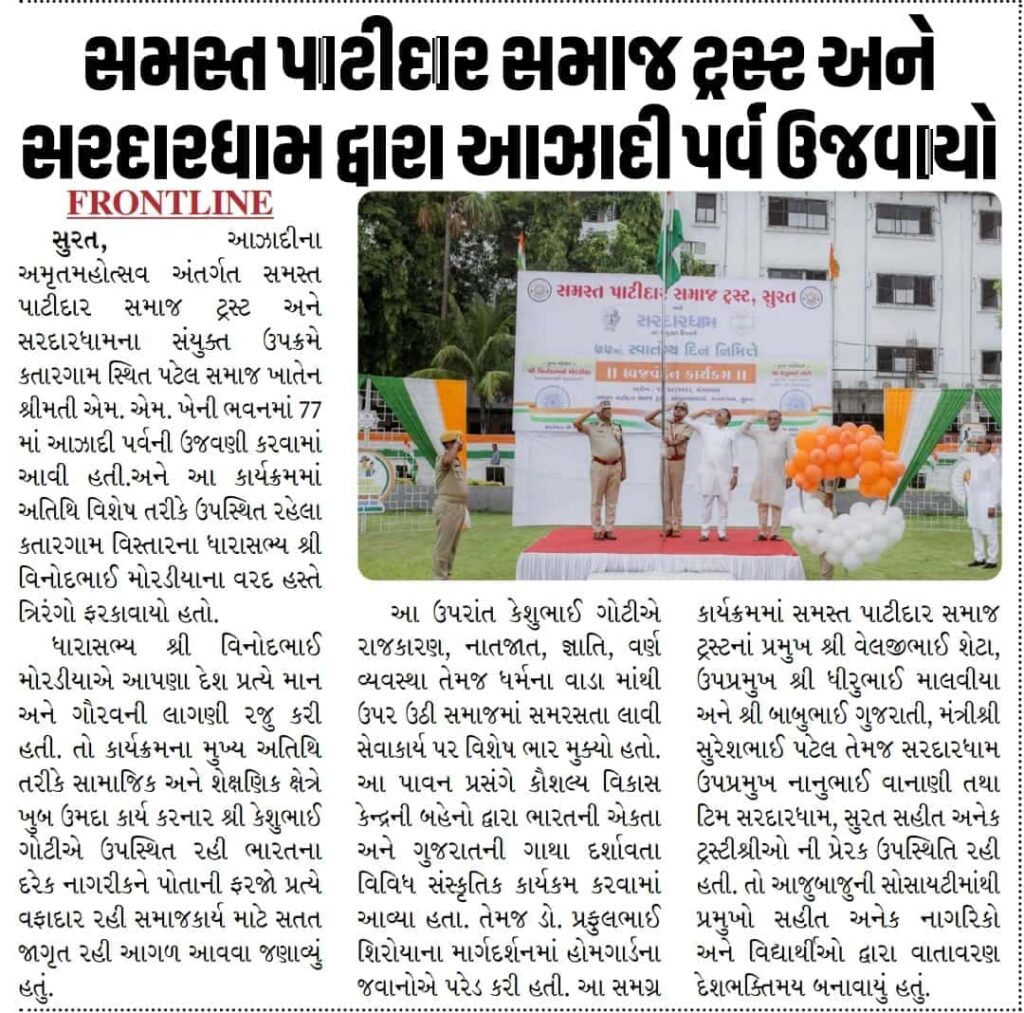 સમસ્ત પાટીદાર સમાજ ટ્રસ્ટ અને
સરદારધામ દ્વારા આઝાદી પર્વ ઉજવાયો
FRONTLINE
સુરત, આઝાદીના
અમૃતમહોત્સવ અંતર્ગત સમસ્ત
પાટીદાર સમાજ ટ્રસ્ટ અને
સરદારધામના સંયુક્ત ઉપક્રમે
કતારગામ સ્થિત પટેલ સમાજ ખાતેન
શ્રીમતી એમ. એમ. ખેની ભવનમાં 77
માં આઝાદી પર્વની ઉજવણી કરવામાં
આવી હતી.અને આ કાર્યક્રમમાં
અતિથિ વિશેષ તરીકે ઉપસ્થિત રહેલા
કતારગામ વિસ્તારના ધારાસભ્ય શ્રી
વિનોદભાઈ મોરડીયાના વરદ હસ્તે
ત્રિરંગો ફરકાવાયો હતો.
ધારાસભ્ય શ્રી વિનોદભાઈ
મોરડીયાએ આપણા દેશ પ્રત્યે માન
અને ગૌરવની લાગણી રજુ કરી
હતી. તો કાર્યક્રમના મુખ્ય અતિથિ
તરીકે સામાજિક અને શૈક્ષણિક ક્ષેત્રે
ખુબ ઉમદા કાર્ય કરનાર શ્રી કેશુભાઈ
ગોટીએ ઉપસ્થિત રહી ભારતના
દરેક નાગરીકને પોતાની ફરજો પ્રત્યે
વફાદાર રહી સમાજકાર્ય માટે સતત
જાગૃત રહી આગળ આવવા જણાવ્યું
હતું.
સમસ્ત પાટીદાર સમાજ ટ્રસ્ટ, સુરત
સરદારધામ
૭૭માં સ્વાતંત્ર્ય દિન નિમિત્તે
॥ ધ્વજવંદન કાર્યક્રમ ॥
આ ઉપરાંત કેશુભાઈ ગોટીએ
રાજકારણ, નાતજાત, જ્ઞાતિ, વર્ણ
વ્યવસ્થા તેમજ ધર્મના વાડા માંથી
ઉપર ઉઠી સમાજમાં સમરસતા લાવી
સેવાકાર્ય પર વિશેષ ભાર મુક્યો હતો.
આ પાવન પ્રસંગે કૌશલ્ય વિકાસ
કેન્દ્રની બહેનો દ્વારા ભારતની એકતા
અને ગુજરાતની ગાથા દર્શાવતા
વિવિધ સંસ્કૃતિક કાર્યકમ કરવામાં
આવ્યા હતા. તેમજ ડો. પ્રફુલભાઈ
શિરોયાના માર્ગદર્શનમાં હોમગાર્ડના
જવાનોએ પરેડ કરી હતી. આ સમગ્ર
કાર્યક્રમમાં સમસ્ત પાટીદાર સમાજ
ટ્રસ્ટનાં પ્રમુખ શ્રી વેલજીભાઈ શેટા,
ઉપપ્રમુખ શ્રી ધીરુભાઈ માલવીયા
અને શ્રી બાબુભાઈ ગુજરાતી, મંત્રીશ્રી
સુરેશભાઈ પટેલ તેમજ સરદારધામ
ઉપપ્રમુખ નાનુભાઈ વાનાણી તથા
ટિમ સરદારધામ, સુરત સહીત અનેક
ટ્રસ્ટીશ્રીઓ ની પ્રેરક ઉપસ્થિતિ રહી
હતી. તો આજુબાજુની સોસાયટીમાંથી
પ્રમુખો સહીત અનેક નાગરિકો
અને વિદ્યાર્થીઓ દ્વારા વાતાવરણ
દેશભક્તિમય બનાવાયું હતું.